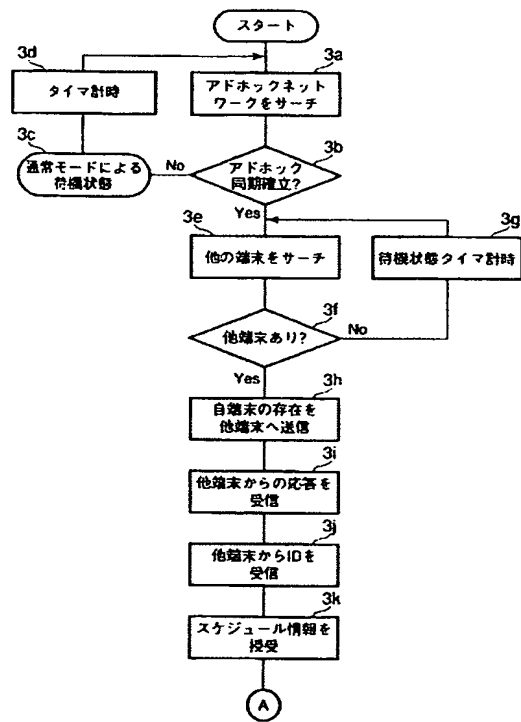 スタート
3d
3a
タイマ計時
アドホックネット
ワークをサーチ
3c
3b
通常モードによる
待機状態
No
アドホック
同期確立?
Yes
3e
3g
他の端末をサーチ
待機状態タイマ計時
3f
他端末あり?
No
Yes
3h
自端末の存在を
他端末へ送信
3i
他端末からの応答を
受信
3j
他端末からIDを
受信
3k
スケジュール情報を
授受
A